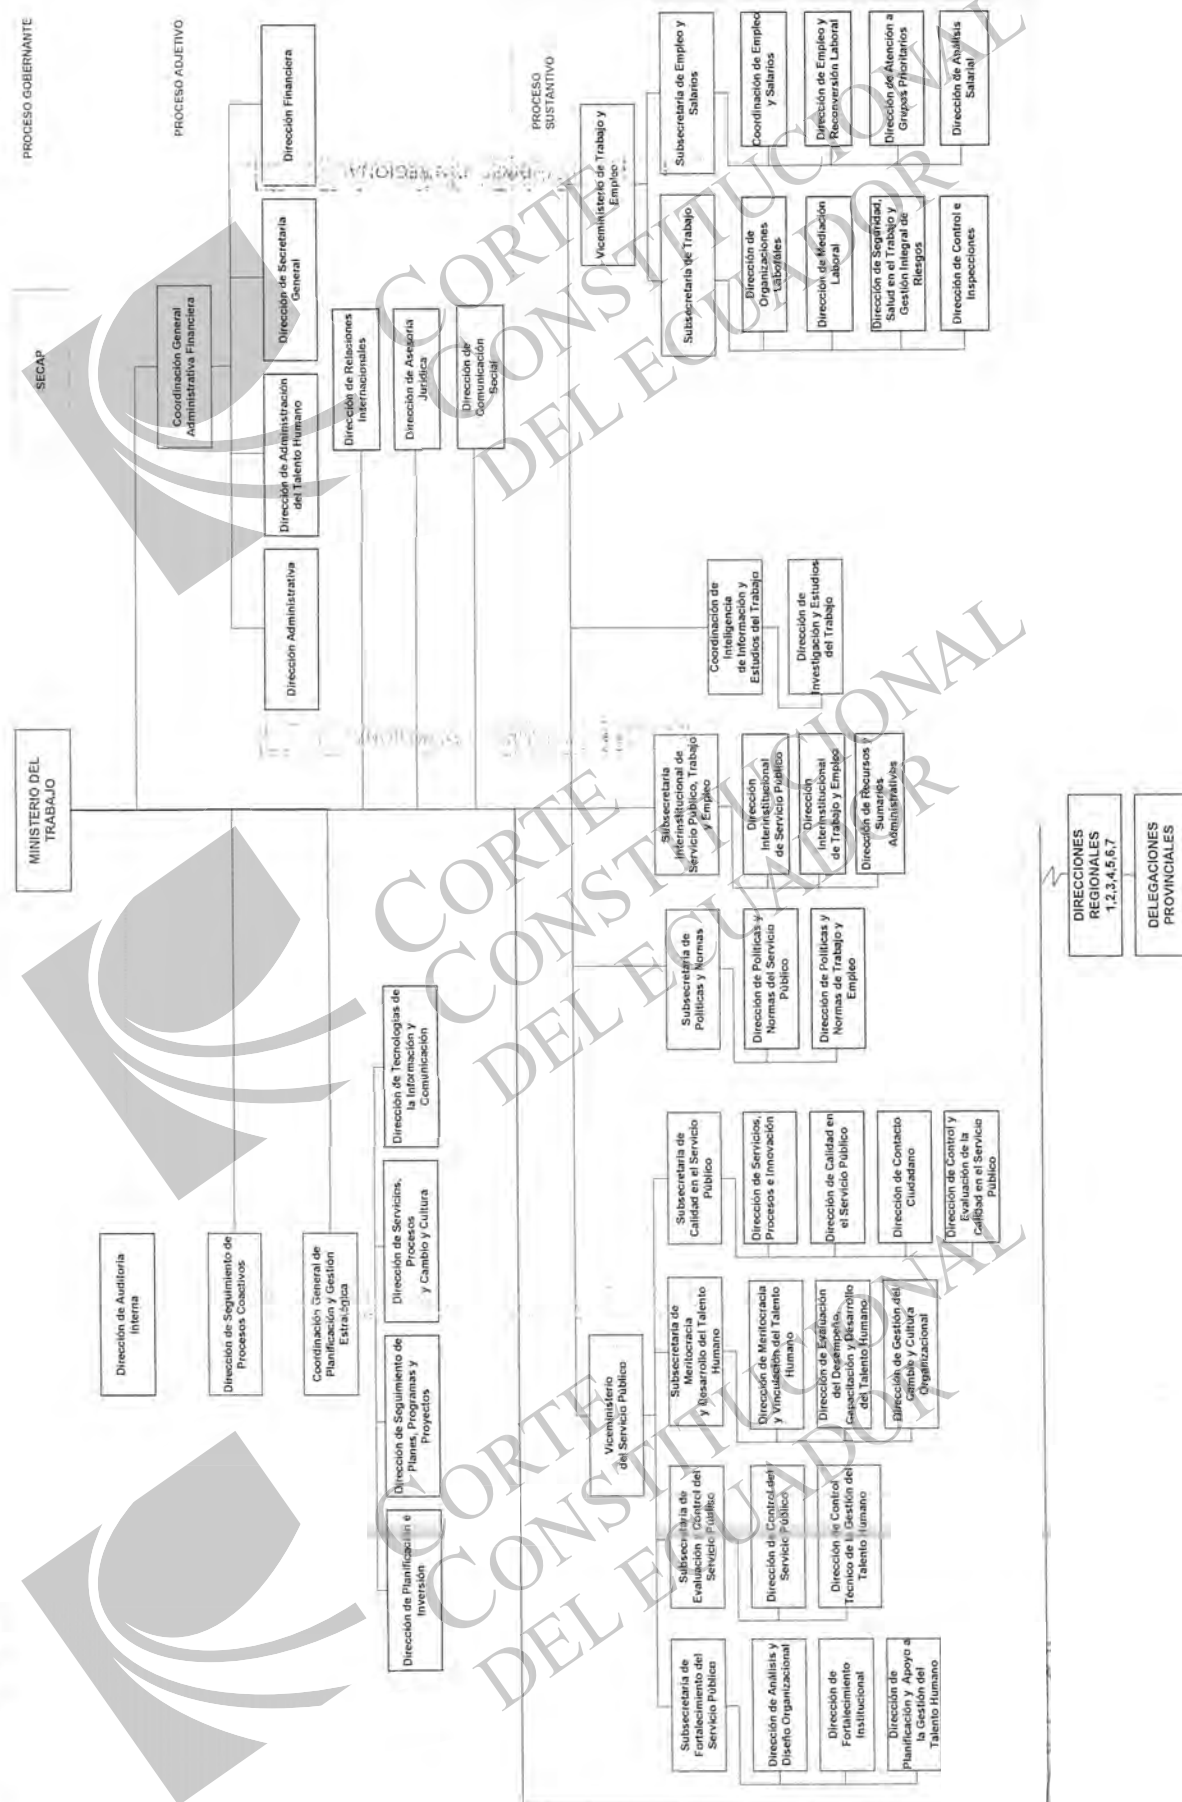 PROCESO GOBERNANTE
MINISTERIO DEL
TRABAJO
SECAP
PROCESO ADJETIVO
Dirección de Auditoría
Interna
Coordinación General
Administrativa Financiera
Dirección de Seguimiento de
Procesos Coactivos
Dirección Administrativa
Dirección de Administración
del Talento Humano
Dirección de Secretaría
General
Dirección Financiera
Coordinación General de
Planificación y Gestión
Estratégica
Dirección de Relaciones
Internacionales
Dirección de Asesoría
Jurídica
Dirección de
Comunicación
Social
Dirección de Planificación e
Inversión
Dirección de Seguimiento de
Planes, Programas y
Proyectos
Dirección de Servicios,
Procesos
y Cambio y Cultura
Dirección de Tecnologías de
la Información y
Comunicación
PROCESO
SUSTANTIVO
Viceministerio
del Servicio Público
Viceministerio de Trabajo y
Empleo
Subsecretaría de
Fortalecimiento del
Servicio Público
Dirección de Análisis y
Diseño Organizacional
Dirección de
Fortalecimiento
Institucional
Dirección de
Planificación y Apoyo a
la Gestión del
Talento Humano
Subsecretaría de
Evaluación y Control del
Servicio Público
Dirección de Control del
Servicio Público
Dirección de Control
Técnico de la Gestión del
Talento Humano
Subsecretaría de
Meritocracia
y Desarrollo del Talento
Humano
Dirección de Meritocracia
y Vinculación del Talento
Humano
Dirección de Evaluación
del Desempeño,
Capacitación y Desarrollo
del Talento Humano
Dirección de Gestión del
Cambio y Cultura
Organizacional
Subsecretaría de
Calidad en el Servicio
Público
Dirección de Servicios,
Procesos e Innovación
Dirección de Calidad en
el Servicio Público
Dirección de Contacto
Ciudadano
Dirección de Control y
Evaluación de la
Calidad en el Servicio
Público
Subsecretaría de
Políticas y Normas
Dirección de Políticas y
Normas del Servicio
Público
Dirección de Políticas y
Normas de Trabajo y
Empleo
Subsecretaría
Interinstitucional de
Servicio Público, Trabajo
y Empleo
Dirección
Interinstitucional
de Servicio Público
Dirección
Interinstitucional
de Trabajo y Empleo
Dirección de Recursos y
Sumarios
Administrativos
Coordinación de
Inteligencia
de Información y
Estudios del Trabajo
Dirección de
Investigación y Estudios
del Trabajo
Subsecretaría de Trabajo
Dirección de
Organizaciones
Laborales
Dirección de Mediación
Laboral
Dirección de Seguridad,
Salud en el Trabajo y
Gestión Integral de
Riesgos
Dirección de Control e
Inspecciones
Subsecretaría de Empleo y
Salarios
Coordinación de Empleo
y Salarios
Dirección de Empleo y
Reconversión Laboral
Dirección de Atención a
Grupos Prioritarios
Dirección de Análisis
Salarial
DIRECCIONES
REGIONALES
1,2,3,4,5,6,7
DELEGACIONES
PROVINCIALES
CORTE
CONSTITUCIONAL
DEL ECUADOR
CORTE
CONSTITUCIONAL
DEL ECUADOR
CORTE
CONSTITUCIONAL
DEL ECUADOR